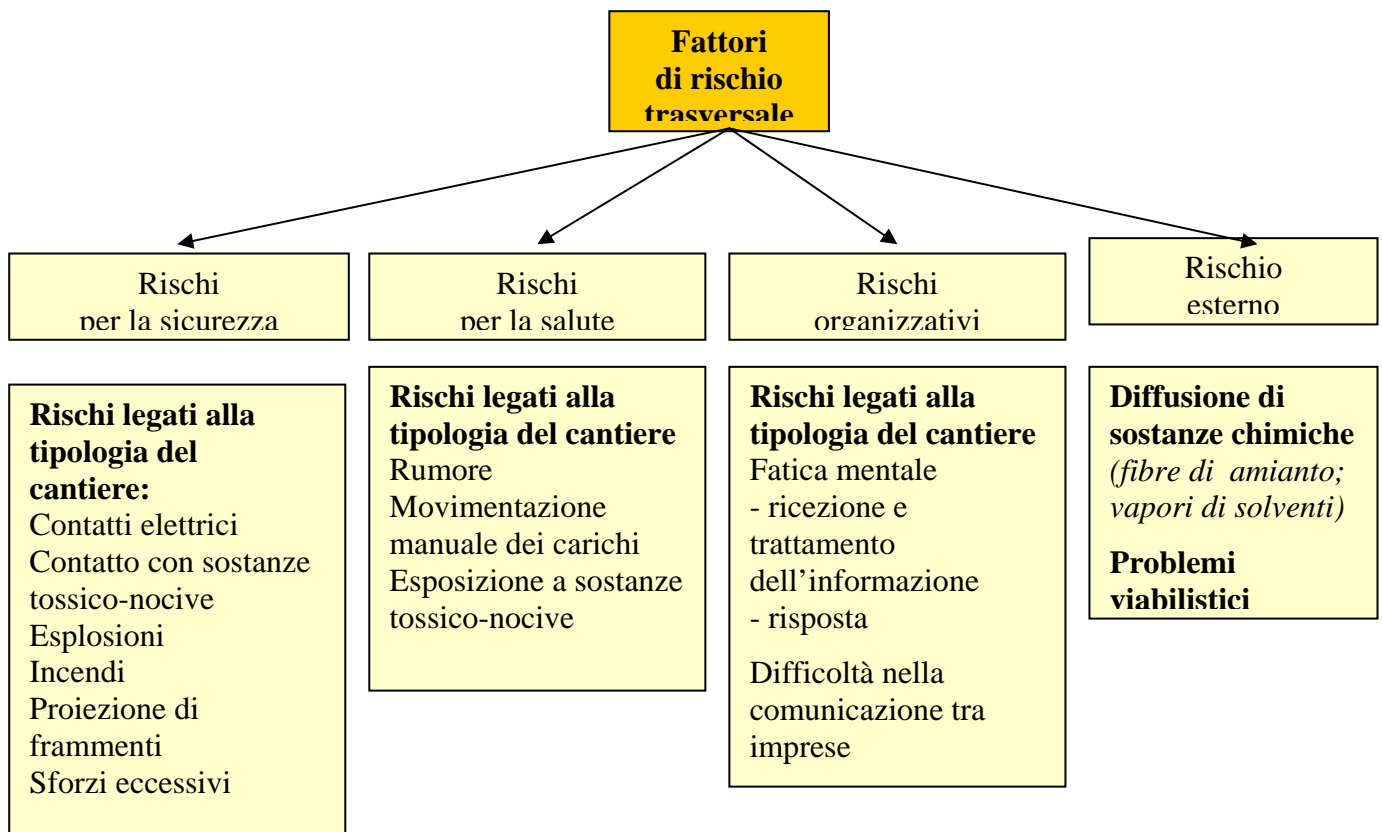 Fattori
di rischio
trasversale
Rischi
per la sicurezza
Rischi
per la salute
Rischi
organizzativi
Rischio
esterno
Rischi legati alla
tipologia del
cantiere:
Contatti elettrici
Contatto con sostanze
tossico-nocive
Esplosioni
Incendi
Proiezione di
frammenti
Sforzi eccessivi
Rischi legati alla
tipologia del cantiere
Rumore
Movimentazione
manuale dei carichi
Esposizione a sostanze
tossico-nocive
Rischi legati alla
tipologia del cantiere
Fatica mentale
- ricezione e
trattamento
dell’informazione
- risposta
Difficoltà nella
comunicazione tra
imprese
Diffusione di
sostanze chimiche
(fibre di amianto;
vapori di solventi)
Problemi
viabilistici